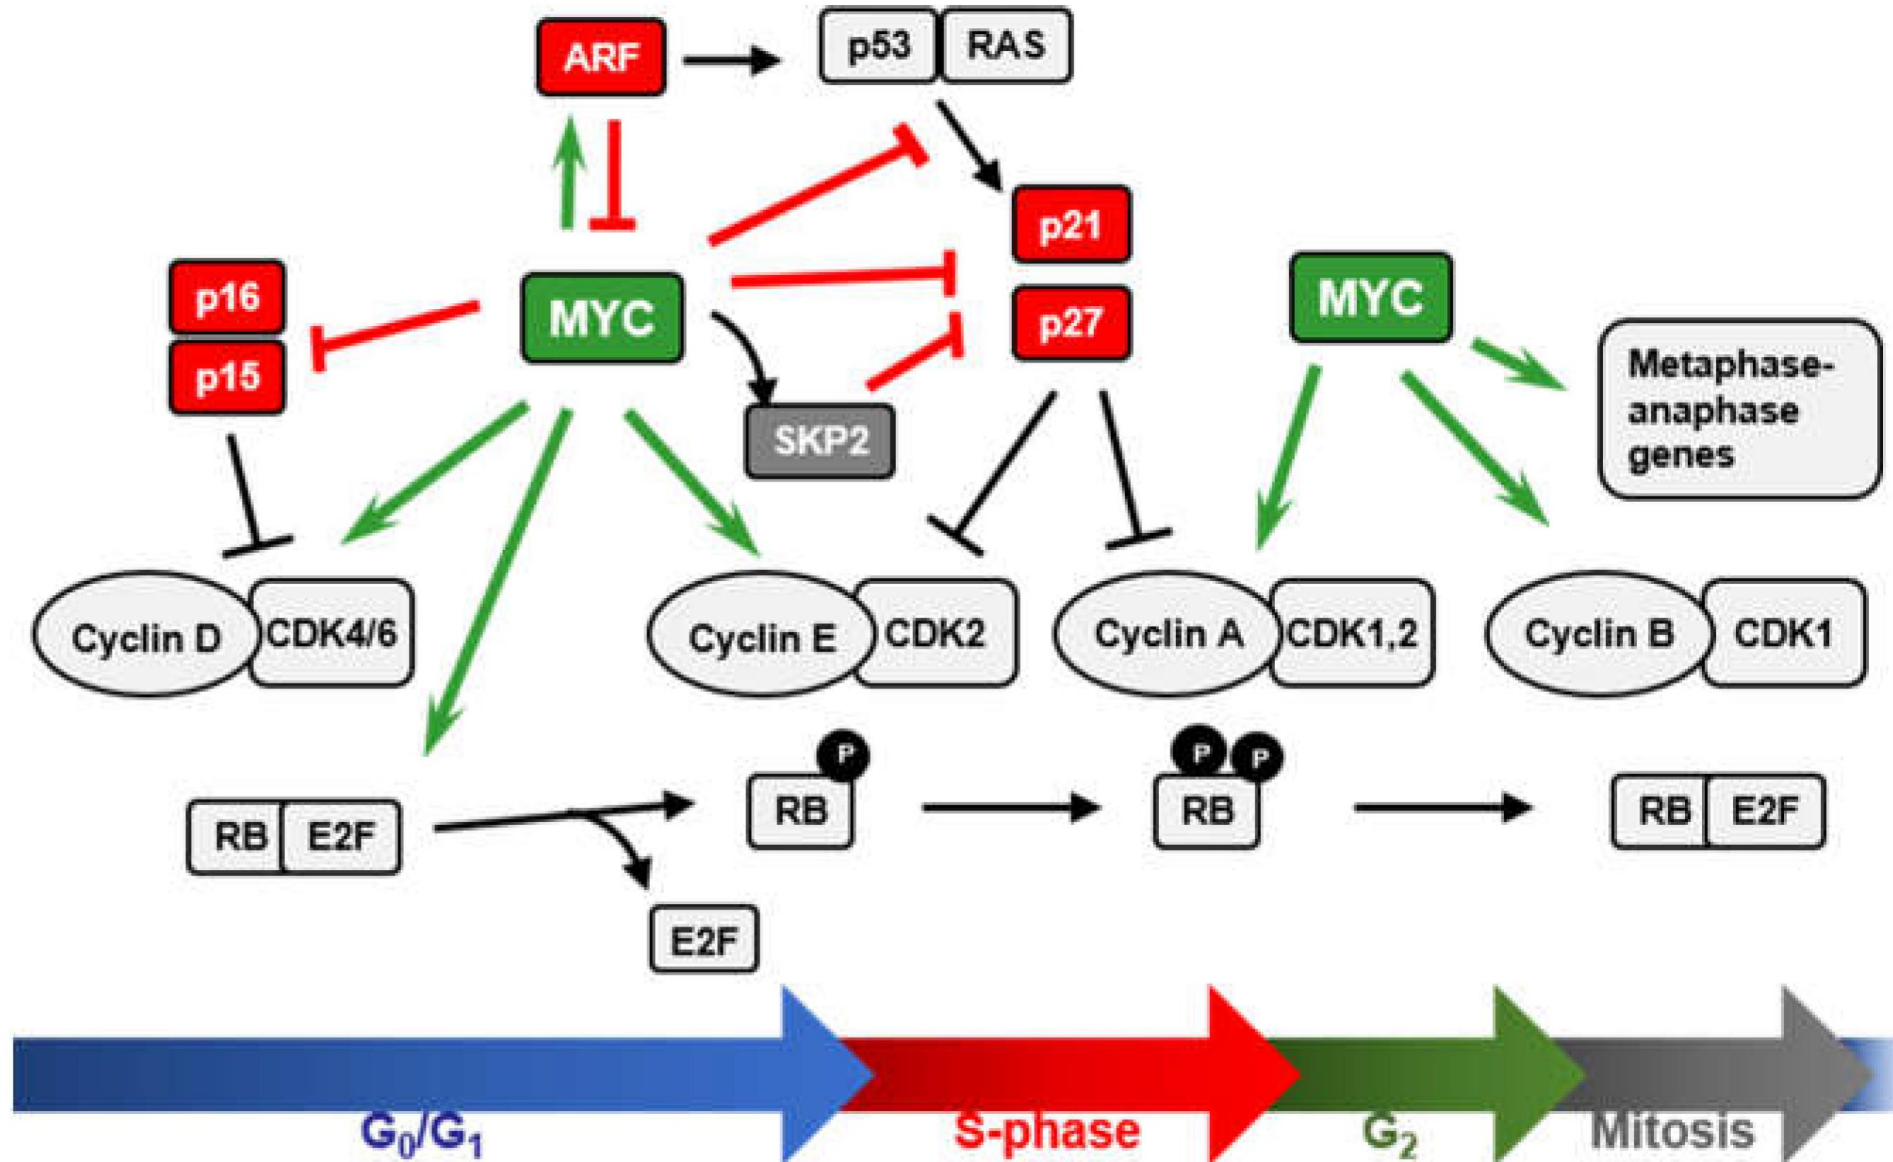 ARF
p53
RAS
p21
p16
MYC
p27
MYC
p15
SKP2
Metaphase-
anaphase
genes
Cyclin D
CDK4/6
Cyclin E
CDK2
Cyclin A
CDK1,2
Cyclin B
CDK1
P
P
P
RB
E2F
RB
RB
RB
E2F
E2F
G0/G1
S-phase
G2
Mitosis